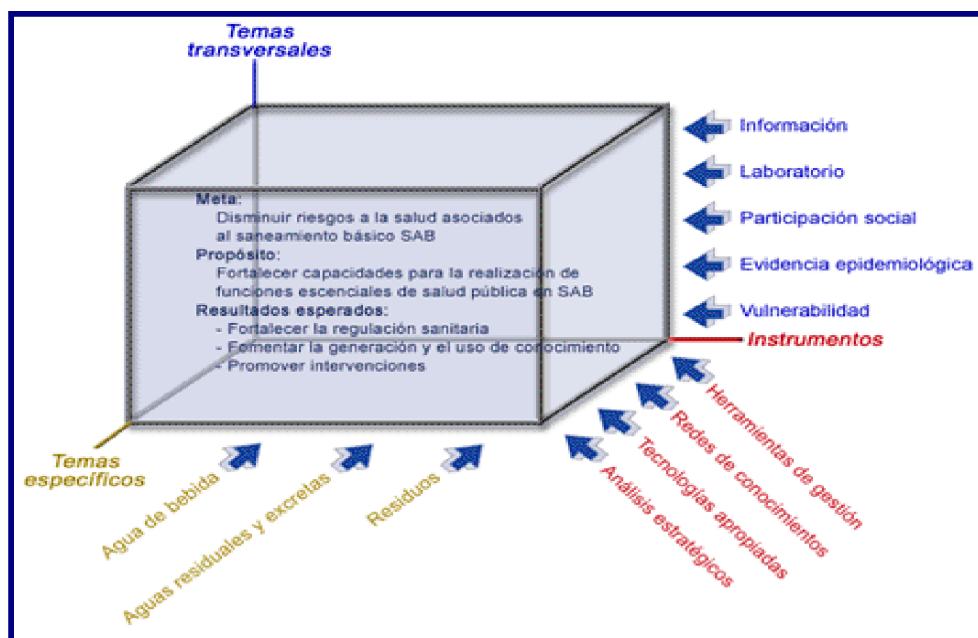 Temas
transversales
Información
Laboratorio
Participación social
Evidencia epidemiológica
Vulnerabilidad
Instrumentos
Meta:
Disminuir riesgos a la salud asociados
al saneamiento básico SAB
Propósito:
Fortalecer capacidades para la realización de
funciones escenciales de salud pública en SAB
Resultados esperados:
- Fortalecer la regulación sanitaria
- Fomentar la generación y el uso de conocimiento
- Promover intervenciones
Temas
específicos
Agua de bebida
Aguas residuales y excretas
Residuos
Análisis estratégicos
Tecnologías apropiadas
Redes de conocimientos
Herramientas de gestión